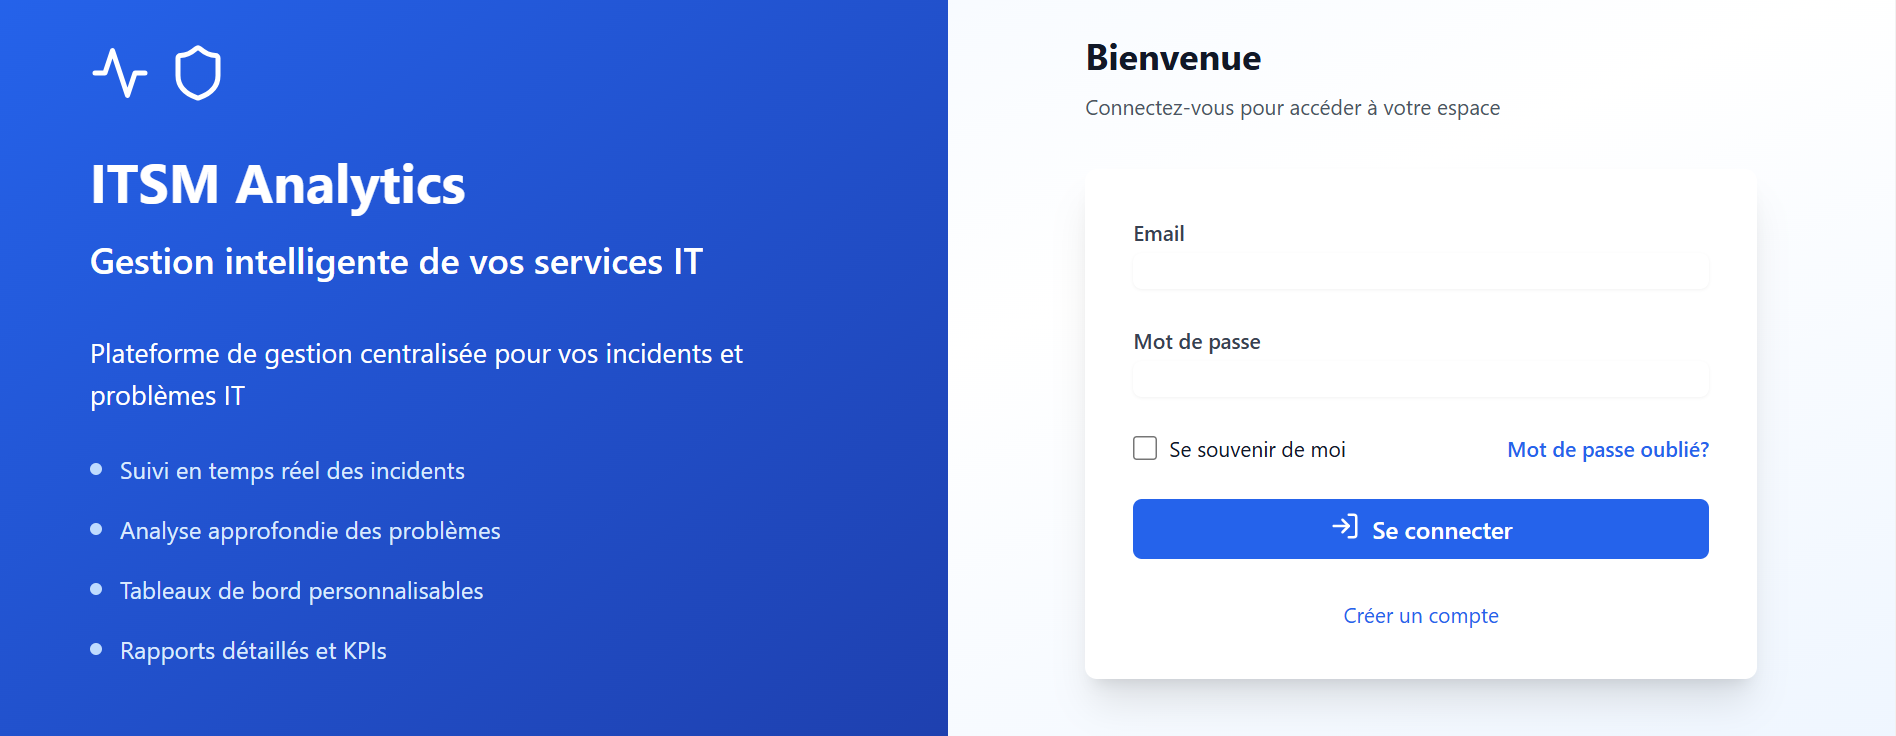 ITSM Analytics
Gestion intelligente de vos services IT
Plateforme de gestion centralisée pour vos incidents et
problèmes IT
Suivi en temps réel des incidents
Analyse approfondie des problèmes
Tableaux de bord personnalisables
Rapports détaillés et KPIs
Bienvenue
Connectez-vous pour accéder à votre espace
Email
Mot de passe
Se souvenir de moi
Mot de passe oublié?
Se connecter
Créer un compte